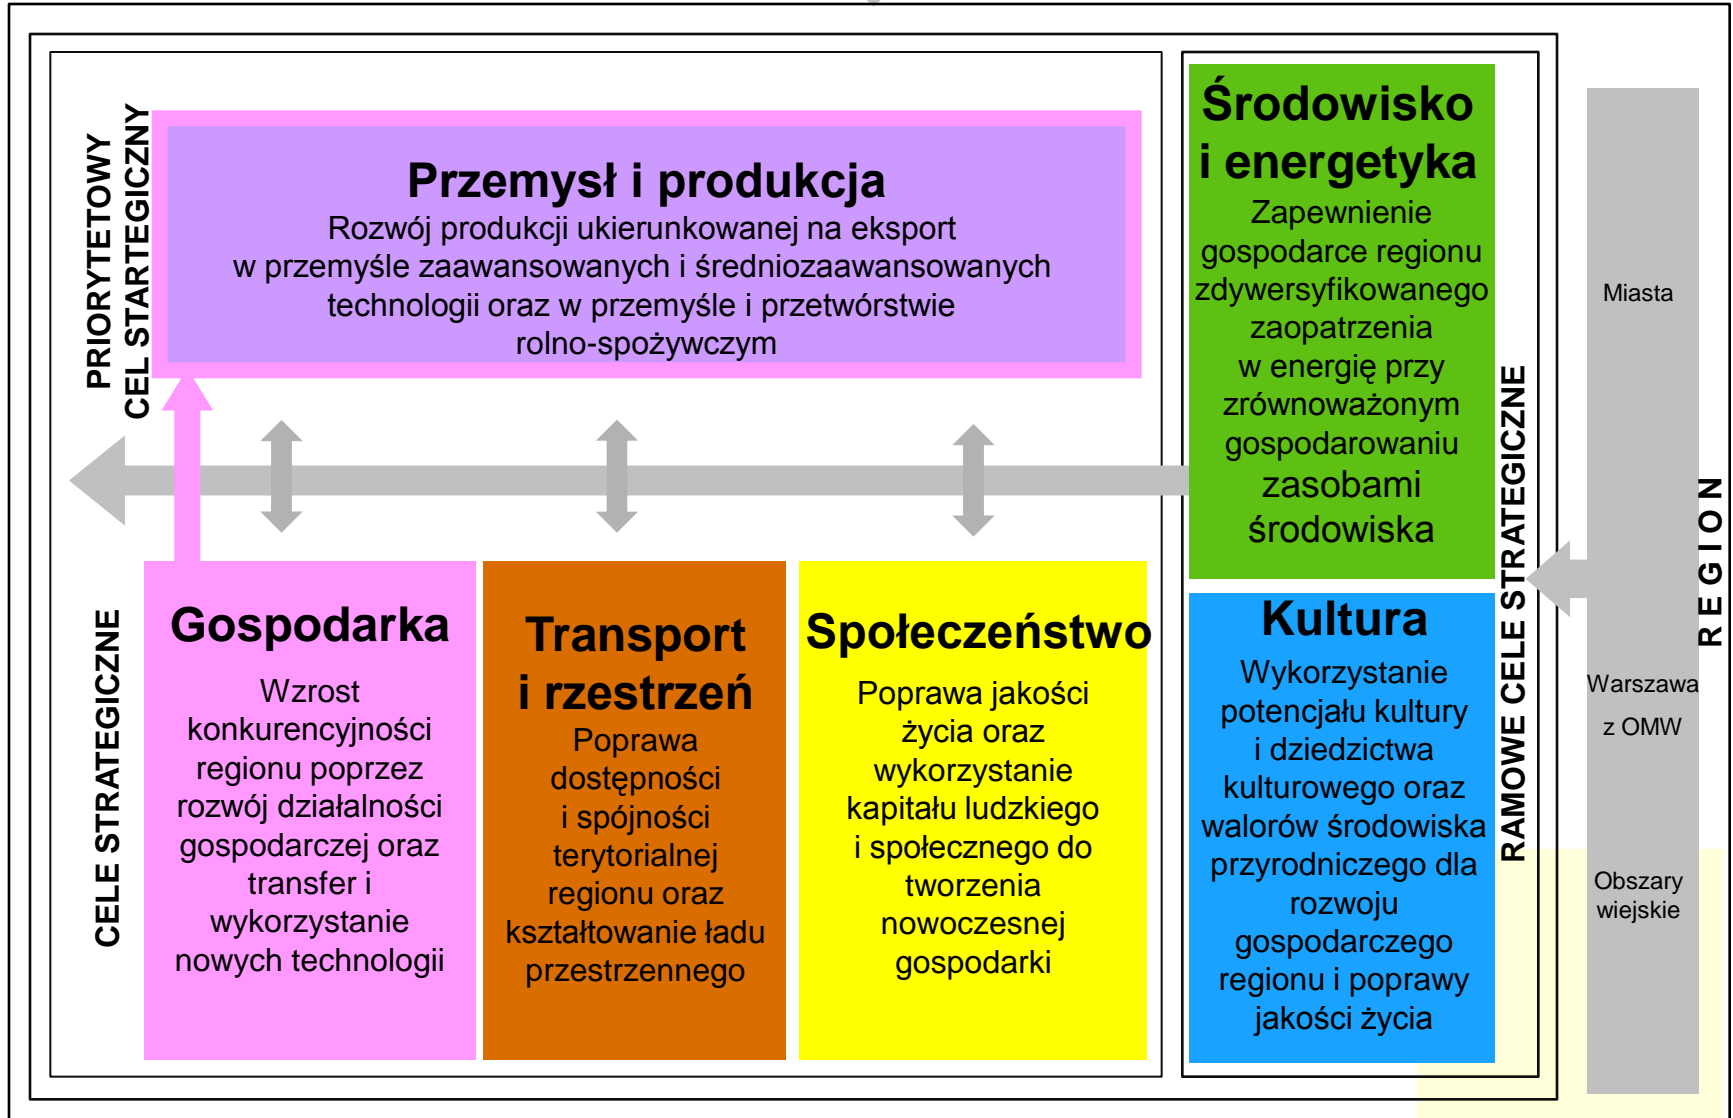 PRIORYTETOWY
CEL STARTEGICZNY
Przemysł i produkcja
Rozwój produkcji ukierunkowanej na eksport
w przemyśle zaawansowanych i średniozaawansowanych
technologii oraz w przemyśle i przetwórstwie
rolno-spożywczym
CELE STRATEGICZNE
Gospodarka
Wzrost
konkurencyjności
regionu poprzez
rozwój działalności
gospodarczej oraz
transfer i
wykorzystanie
nowych technologii
Transport
i rzestrzeń
Poprawa
dostępności
i spójności
terytorialnej
regionu oraz
kształtowanie ładu
przestrzennego
Społeczeństwo
Poprawa jakości
życia oraz
wykorzystanie
kapitału ludzkiego
i społecznego do
tworzenia
nowoczesnej
gospodarki
Środowisko
i energetyka
Zapewnienie
gospodarce regionu
zdywersyfikowanego
zaopatrzenia
w energię przy
zrównoważonym
gospodarowaniu
zasobami
środowiska
Kultura
Wykorzystanie
potencjału kultury
i dziedzictwa
kulturowego oraz
walorów środowiska
przyrodniczego dla
rozwoju
gospodarczego
regionu i poprawy
jakości życia
RAMOWE CELE STRATEGICZNE
Miasta
Warszawa
z OMW
Obszary
wiejskie
REGION